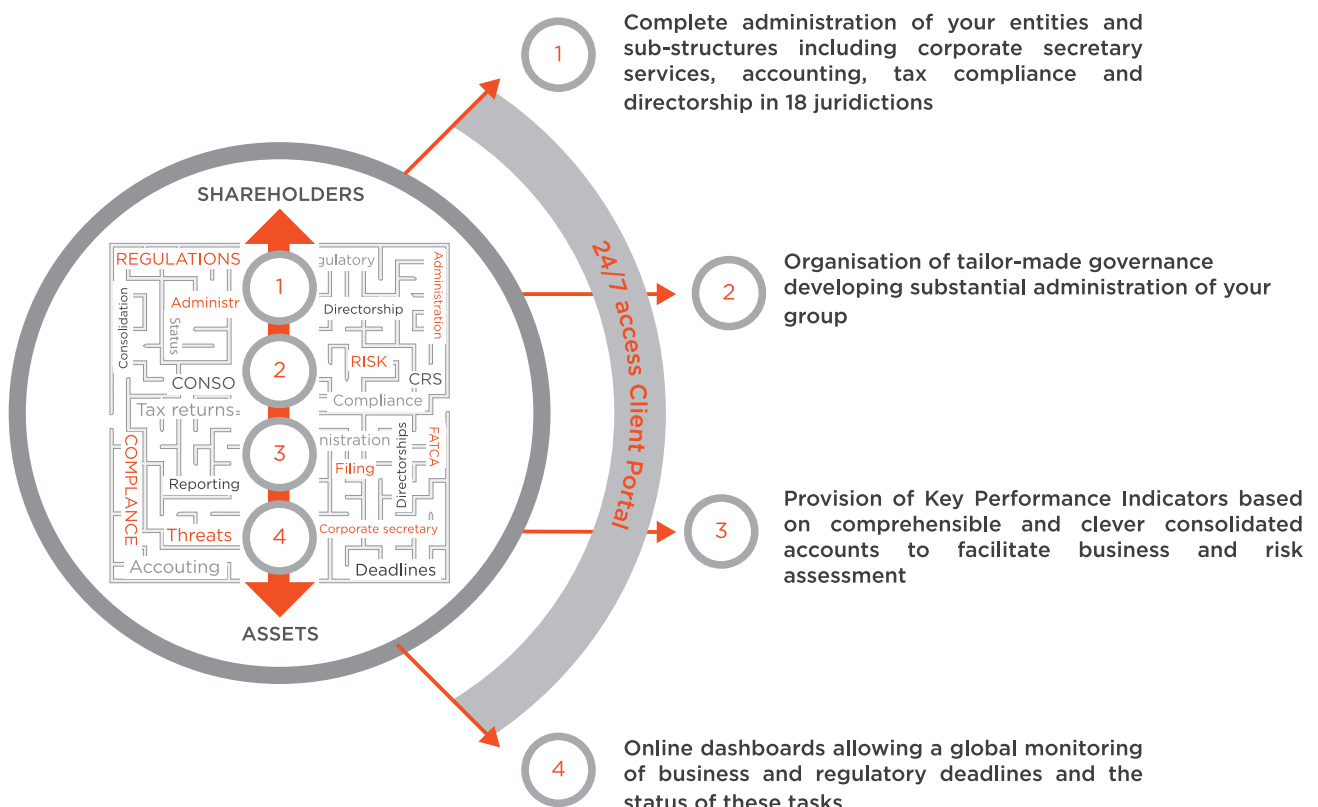 1
Complete administration of your entities and
sub-structures including corporate secretary
services, accounting, tax compliance and
directorship in 18 juridictions
SHAREHOLDERS
REGULATIONS
1
gulatory
Administration
Consolidation
Status
Administr
Directorship
2
RISK
CONSO
CRS
Compliance
Tax returns
COMPLANCE
3
nistration
Directorships
FATCA
Filing
Reporting
Threats
4
Corporate secretary
Accouting
Deadlines
ASSETS
24/7 access Client Portal
2
Organisation of tailor-made governance
developing substantial administration of your
group
3
Provision of Key Performance Indicators based
on comprehensible and clever consolidated
accounts to facilitate business and risk
assessment
4
Online dashboards allowing a global monitoring
of business and regulatory deadlines and the
status of these tasks